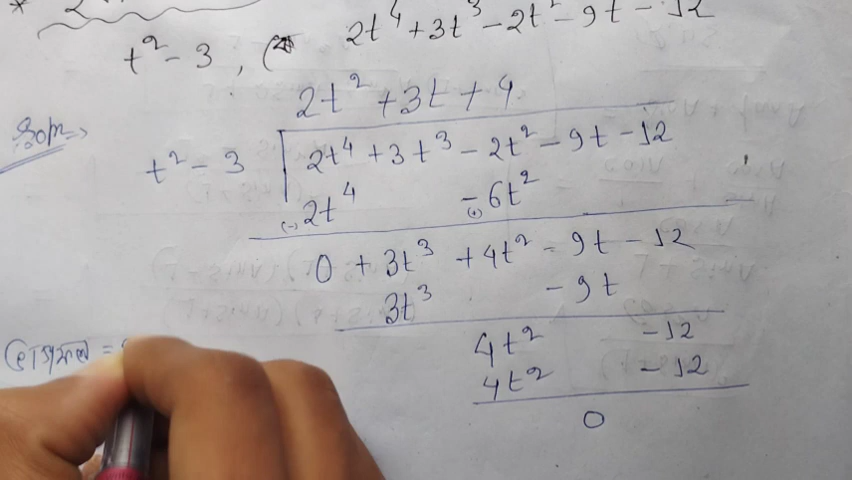 2t⁴ + 3t³ - 2t² - 9t - 12
t² - 3 ,
2t² + 3t + 4
Soln =>
t² - 3 2t⁴ + 3t³ - 2t² - 9t - 12
(-) 2t⁴ - 6t²
(+)
0 + 3t³ + 4t² - 9t - 12
3t³ - 9t
4t² - 12
4t² - 12
0